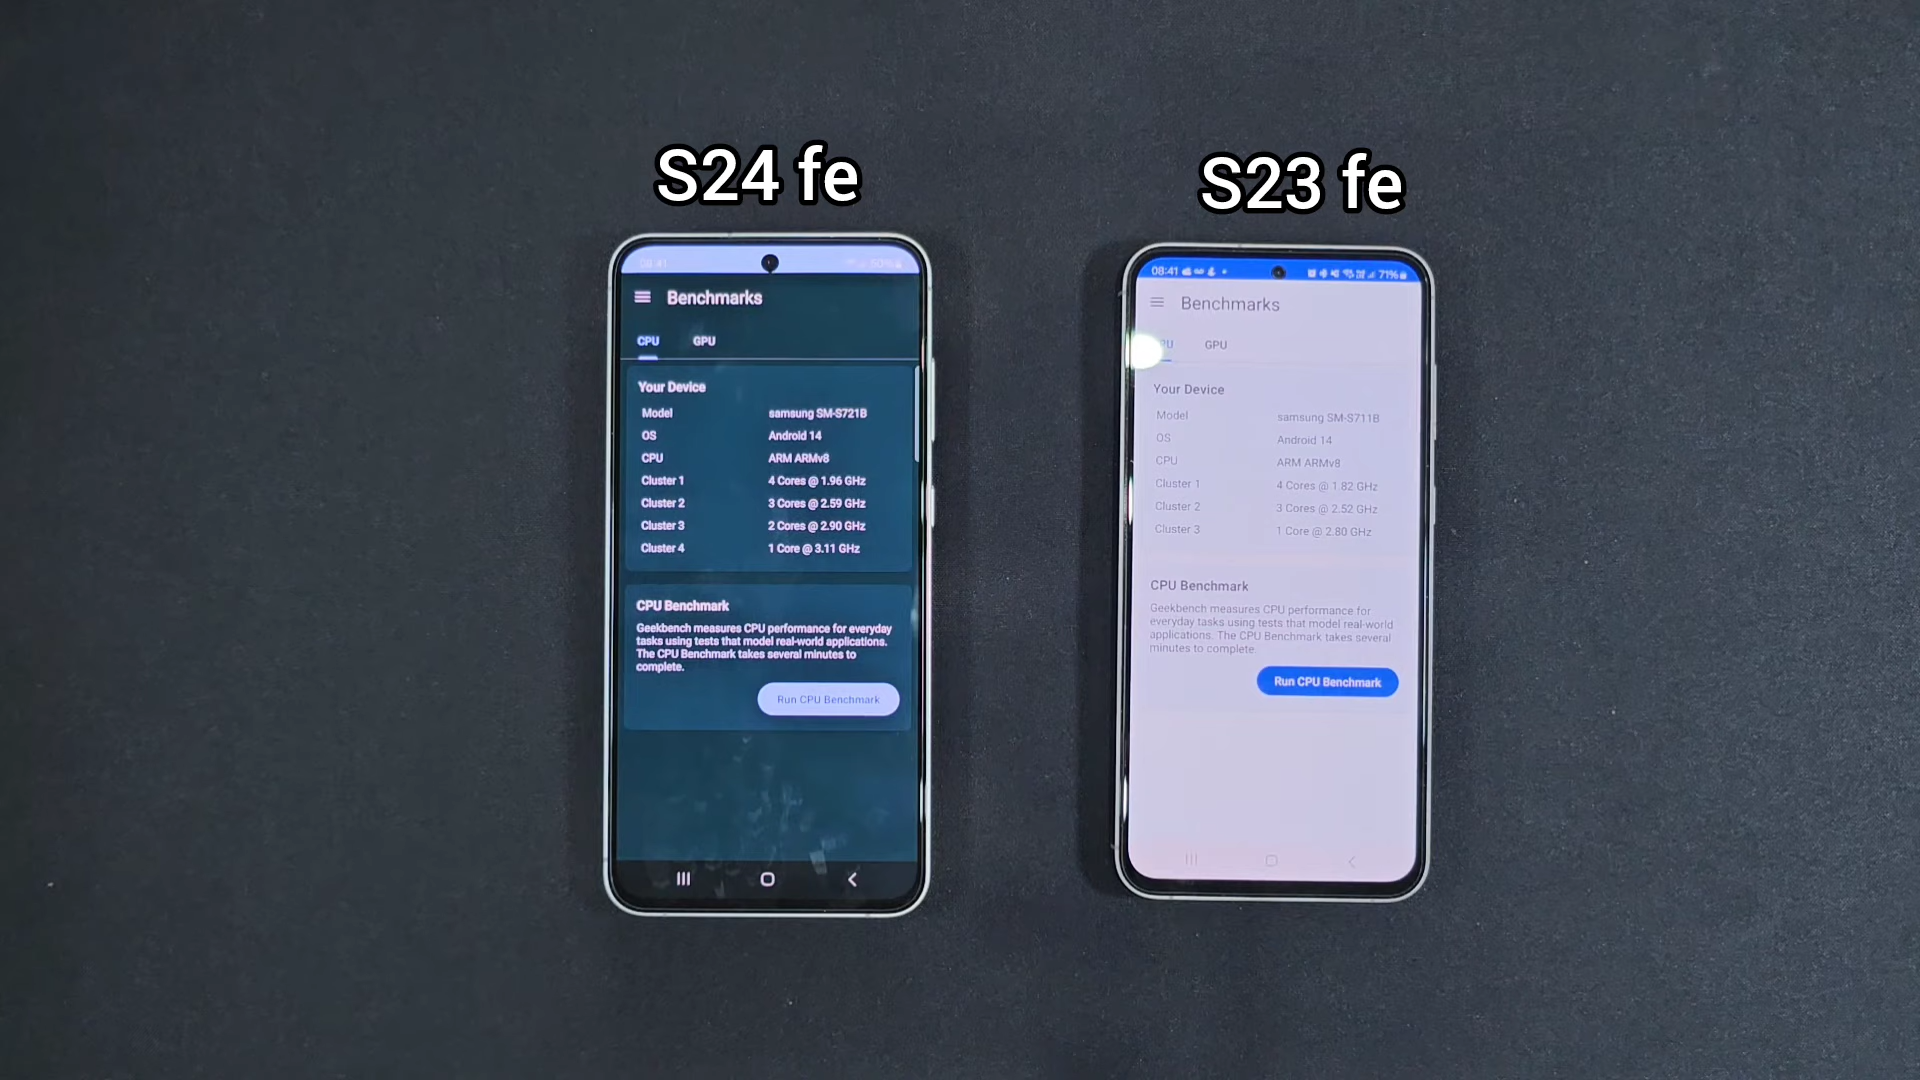 S24 fe
08:41
50%
Benchmarks
CPU GPU
Your Device
Model samsung SM-S721B
OS Android 14
CPU ARM ARMv8
Cluster 1 4 Cores @ 1.96 GHz
Cluster 2 3 Cores @ 2.59 GHz
Cluster 3 2 Cores @ 2.90 GHz
Cluster 4 1 Core @ 3.11 GHz
CPU Benchmark
Geekbench measures CPU performance for everyday
tasks using tests that model real-world applications.
The CPU Benchmark takes several minutes to
complete.
Run CPU Benchmark
S23 fe
08:41 71%
Benchmarks
GPU
Your Device
Model samsung SM-S711B
OS Android 14
CPU ARM ARMv8
Cluster 1 4 Cores @ 1.82 GHz
Cluster 2 3 Cores @ 2.52 GHz
Cluster 3 1 Core @ 2.80 GHz
CPU Benchmark
Geekbench measures CPU performance for
everyday tasks using tests that model real-world
applications. The CPU Benchmark takes several
minutes to complete.
Run CPU Benchmark